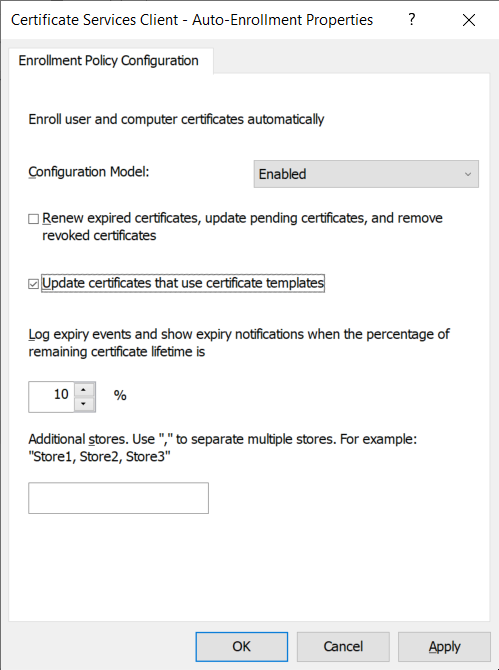 Certificate Services Client - Auto-Enrollment Properties
?
Enrollment Policy Configuration
Enroll user and computer certificates automatically
Configuration Model:
Enabled
Renew expired certificates, update pending certificates, and remove
revoked certificates
Update certificates that use certificate templates
Log expiry events and show expiry notifications when the percentage of
remaining certificate lifetime is
10 %
Additional stores. Use "," to separate multiple stores. For example:
"Store1, Store2, Store3"
OK
Cancel
Apply